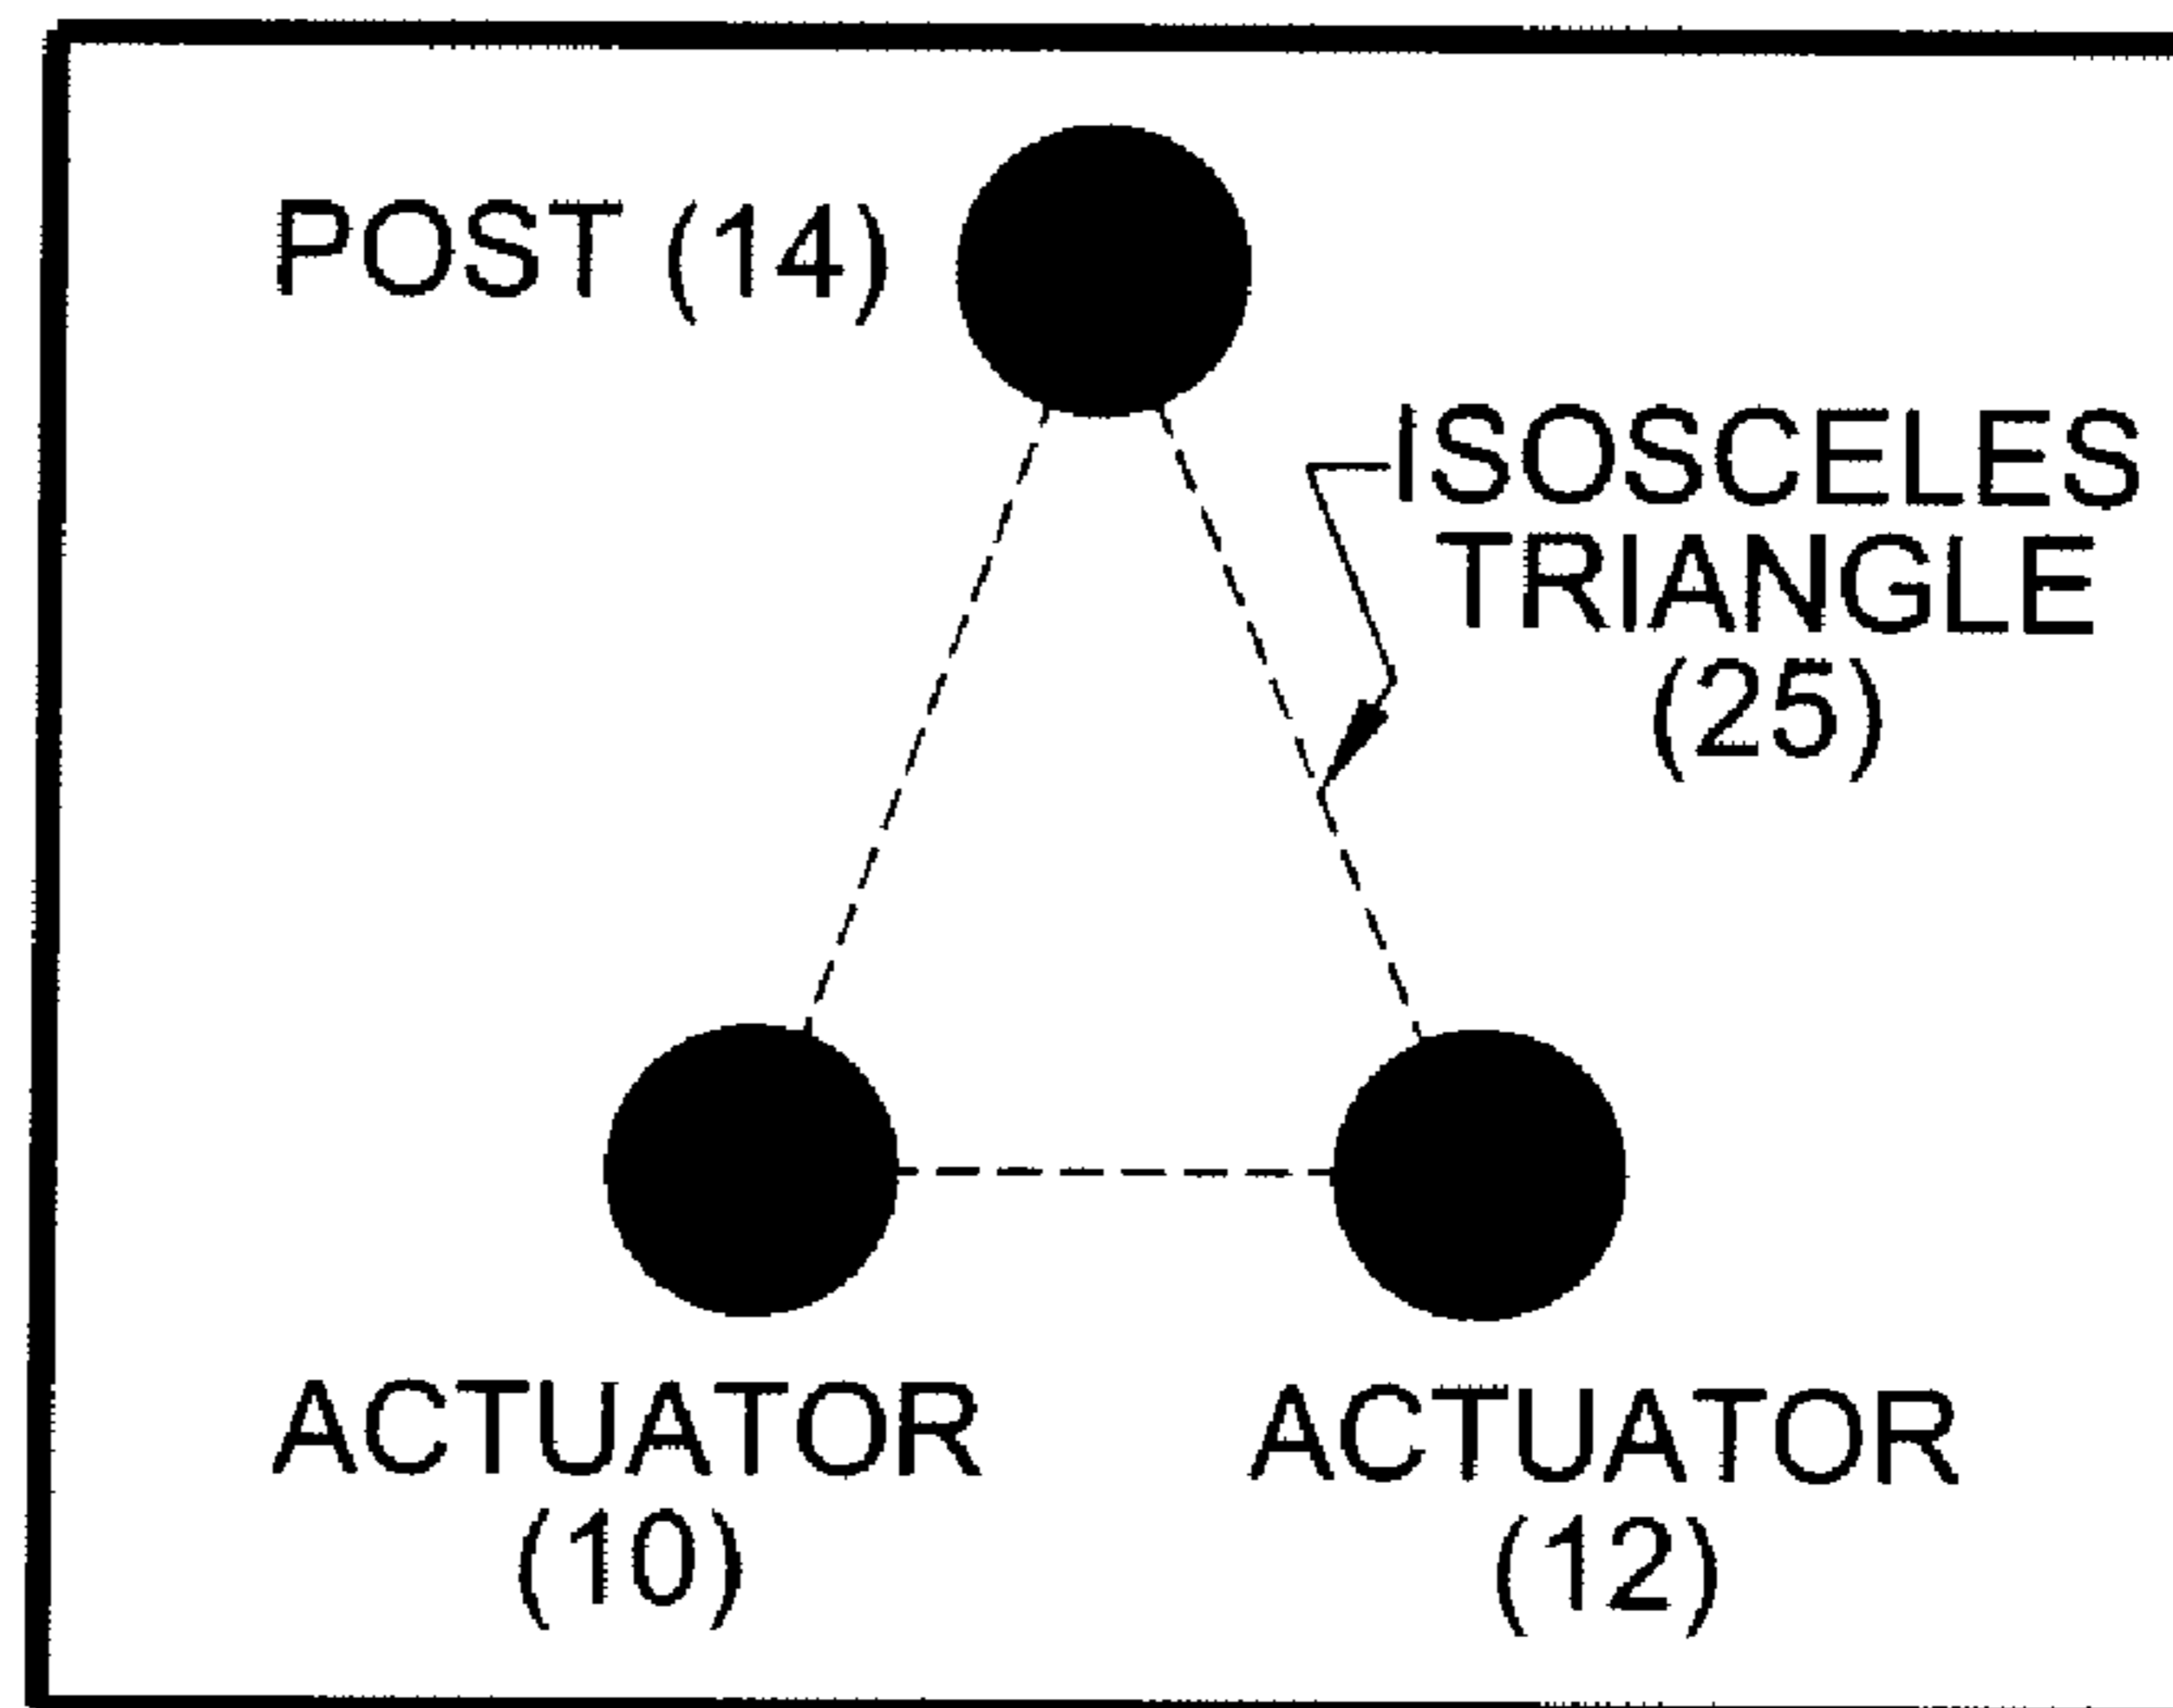 POST (14)
ISOSCELES
TRIANGLE
(25)
ACTUATOR
(10)
ACTUATOR
(12)